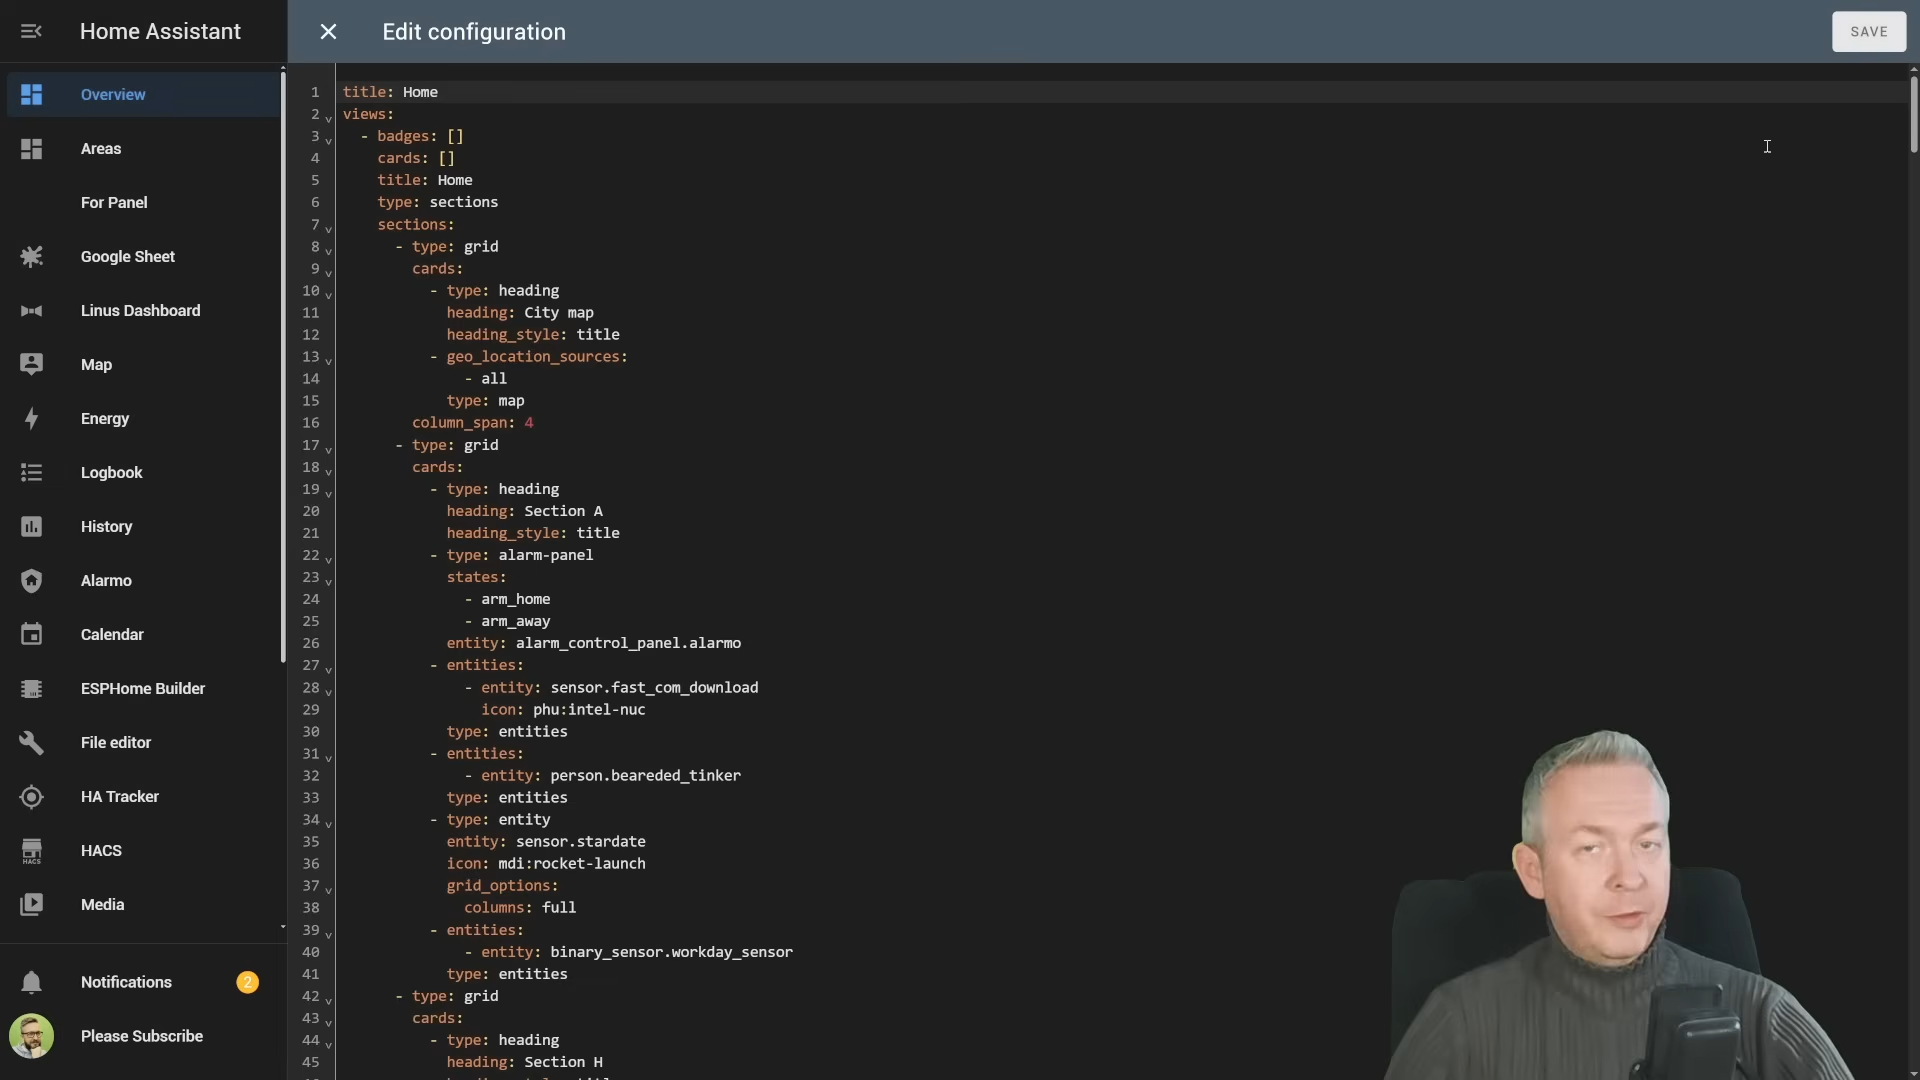 Home Assistant
Edit configuration
SAVE
Overview
Areas
For Panel
Google Sheet
Linus Dashboard
Map
Energy
Logbook
History
Alarmo
Calendar
ESPHome Builder
File editor
HA Tracker
HACS
HACS
Media
Notifications
2
Please Subscribe
1 title: Home
2 views:
3 - badges: []
4 cards: []
5 title: Home
6 type: sections
7 sections:
8 - type: grid
9 cards:
10 - type: heading
11 heading: City map
12 heading_style: title
13 - geo_location_sources:
14 - all
15 type: map
16 column_span: 4
17 - type: grid
18 cards:
19 - type: heading
20 heading: Section A
21 heading_style: title
22 - type: alarm-panel
23 states:
24 - arm_home
25 - arm_away
26 entity: alarm_control_panel.alarmo
27 - entities:
28 - entity: sensor.fast_com_download
29 icon: phu:intel-nuc
30 type: entities
31 - entities:
32 - entity: person.beareded_tinker
33 type: entities
34 - type: entity
35 entity: sensor.stardate
36 icon: mdi:rocket-launch
37 grid_options:
38 columns: full
39 - entities:
40 - entity: binary_sensor.workday_sensor
41 type: entities
42 - type: grid
43 cards:
44 - type: heading
45 heading: Section H